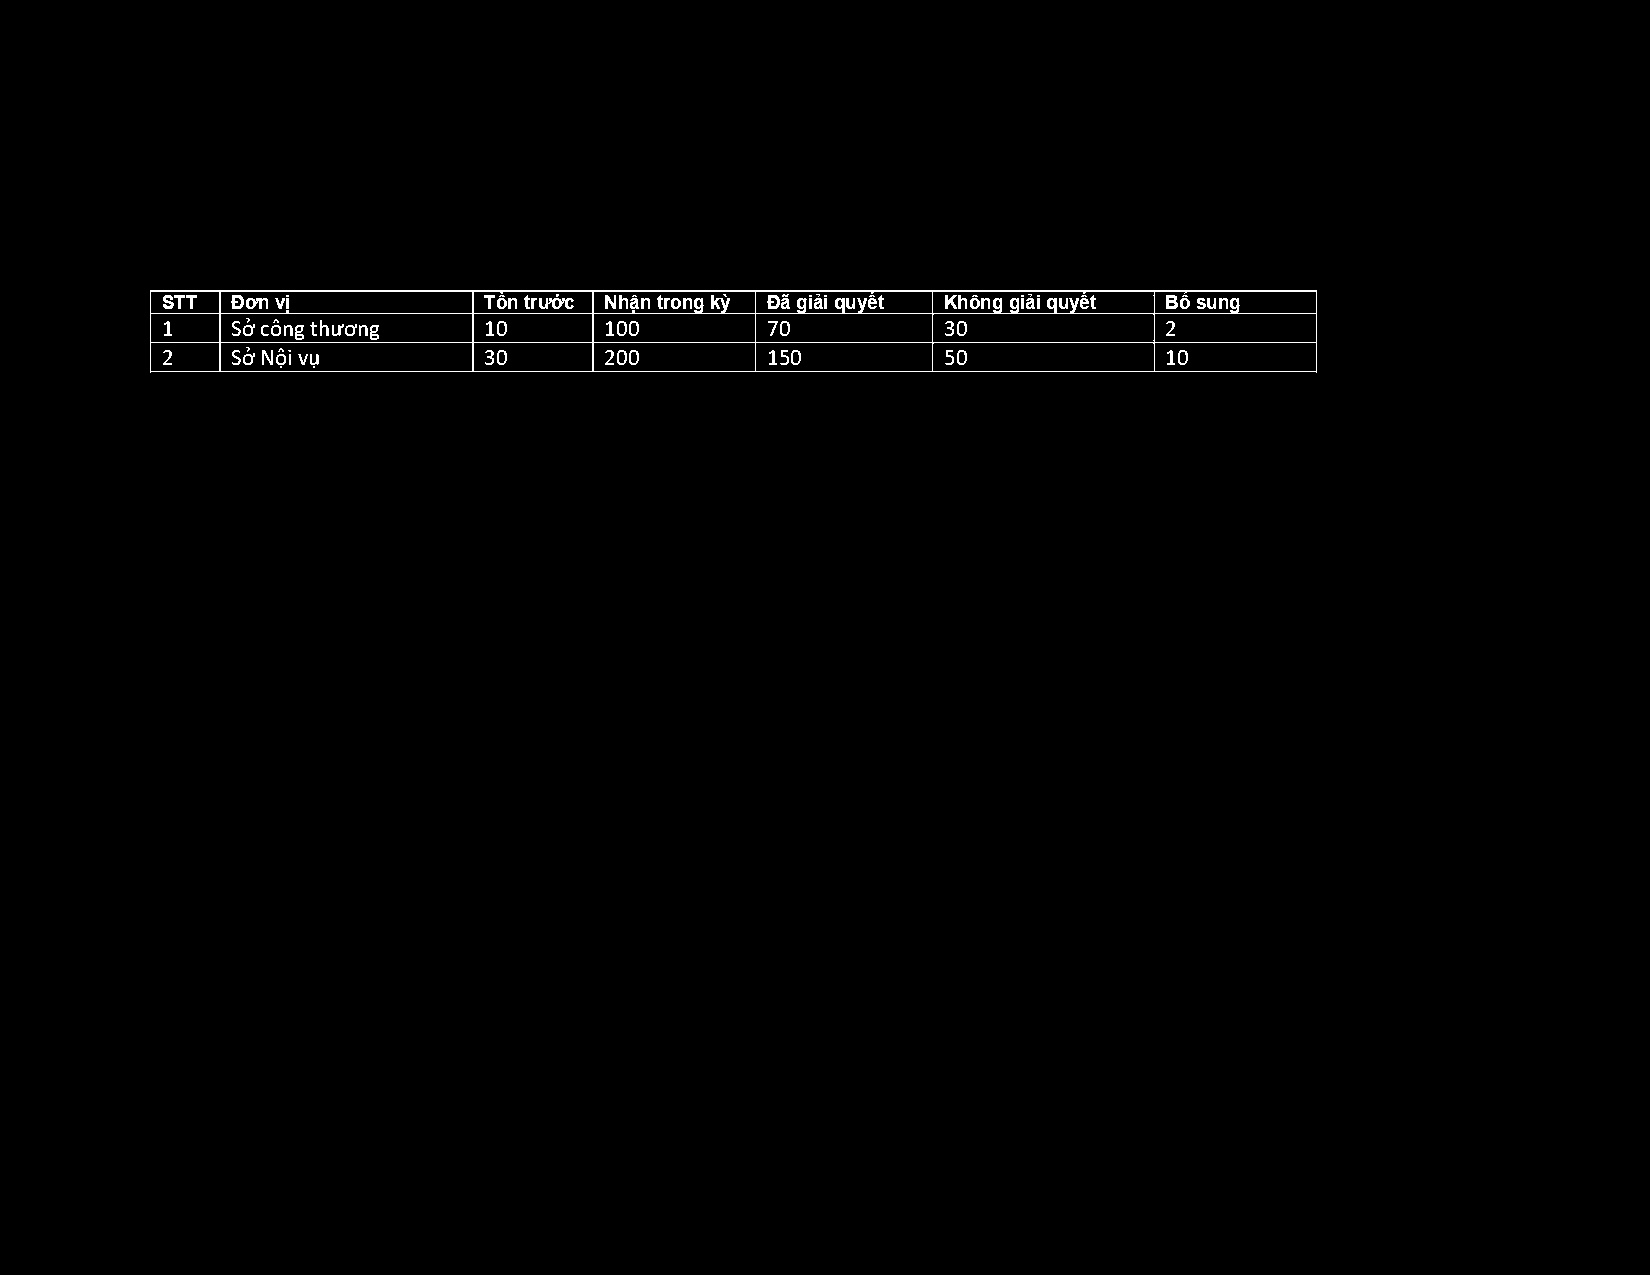 STT Đơn vị Tồn trước Nhận trong kỳ Đã giải quyết Không giải quyết Bổ sung
1 Sở công thương 10 100 70 30 2
2 Sở Nội vụ 30 200 150 50 10